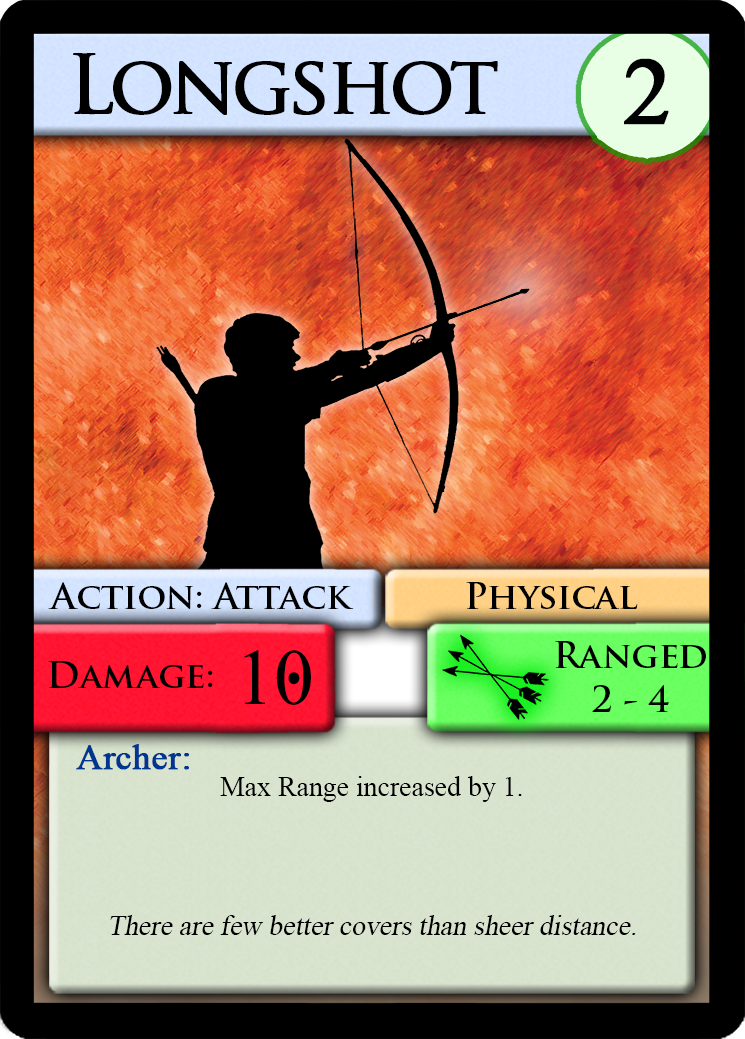 Longshot
2
Action: Attack
Physical
Damage: 10
Ranged
2 - 4
Archer:
Max Range increased by 1.
There are few better covers than sheer distance.